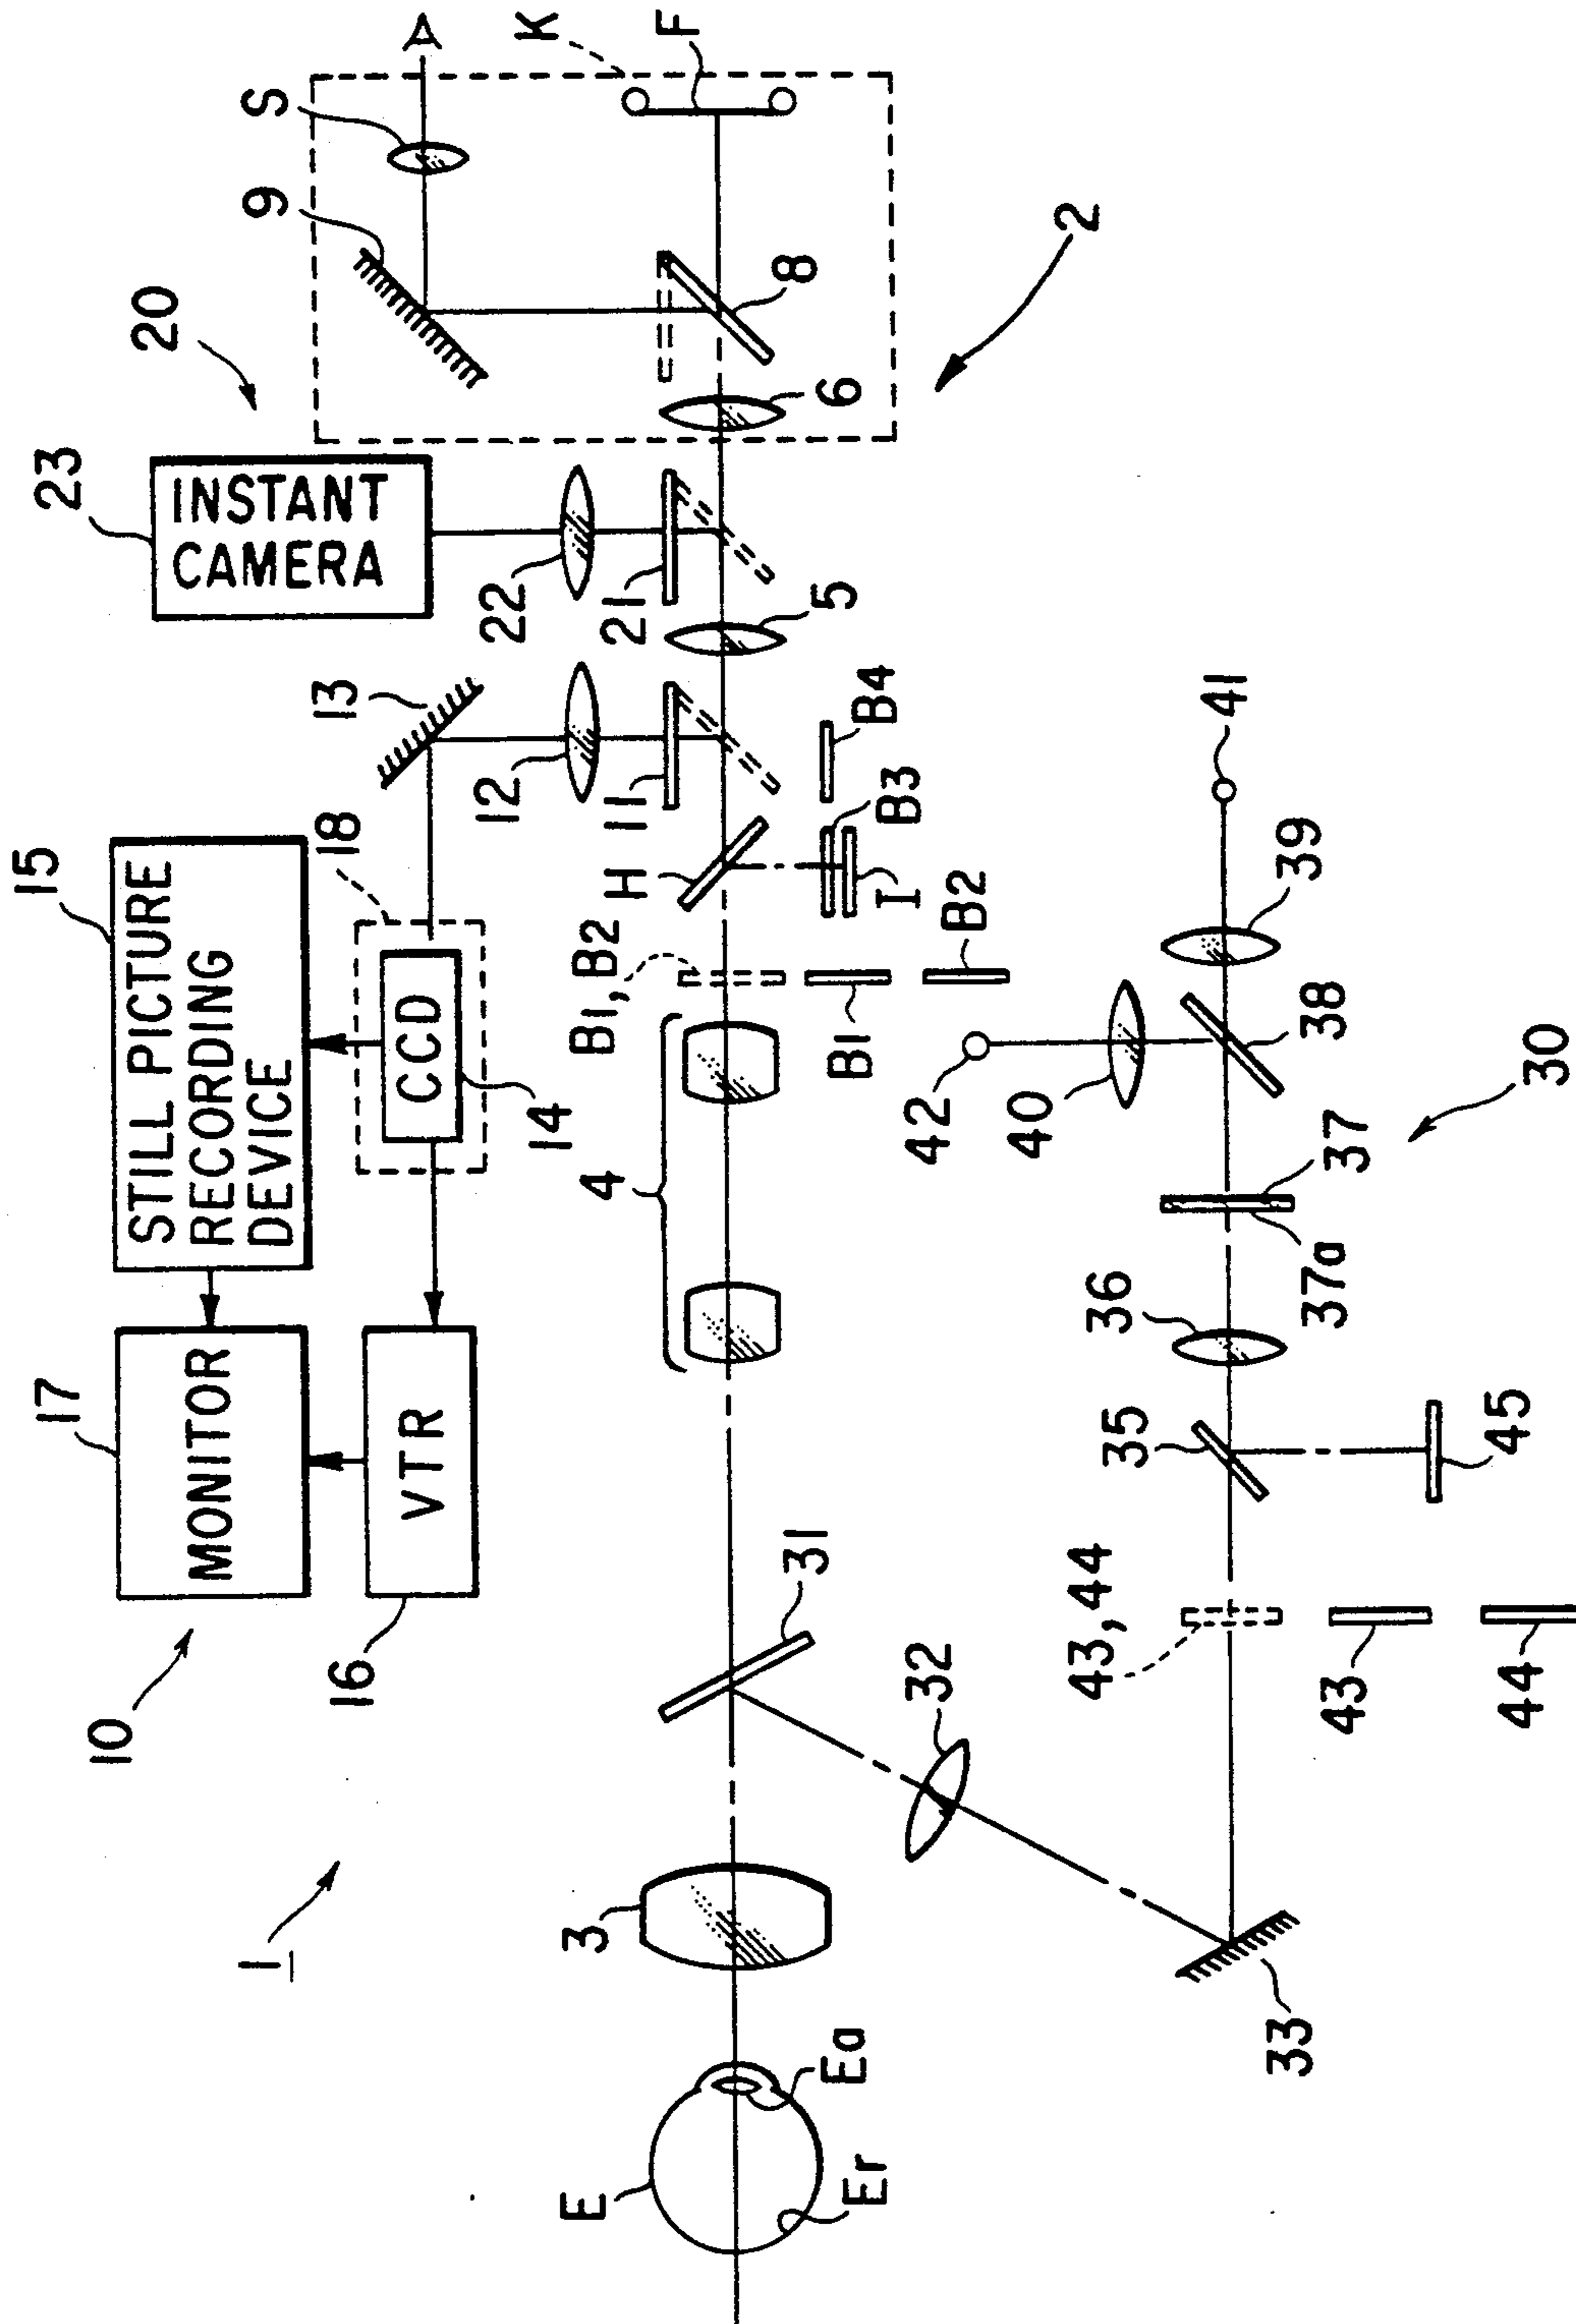 1
10
17
MONITOR
16
VTR
15
STILL PICTURE
RECORDING
DEVICE
18
CCD
14
13
12
11
20
23
INSTANT
CAMERA
22
21
9
S
K
F
8
6
2
5
H
B1, B2
B1
B2
B3
B4
I
4
31
3
E
Ea
Er
32
33
43, 44
43
44
35
45
36
37a
37
30
38
39
40
42
41